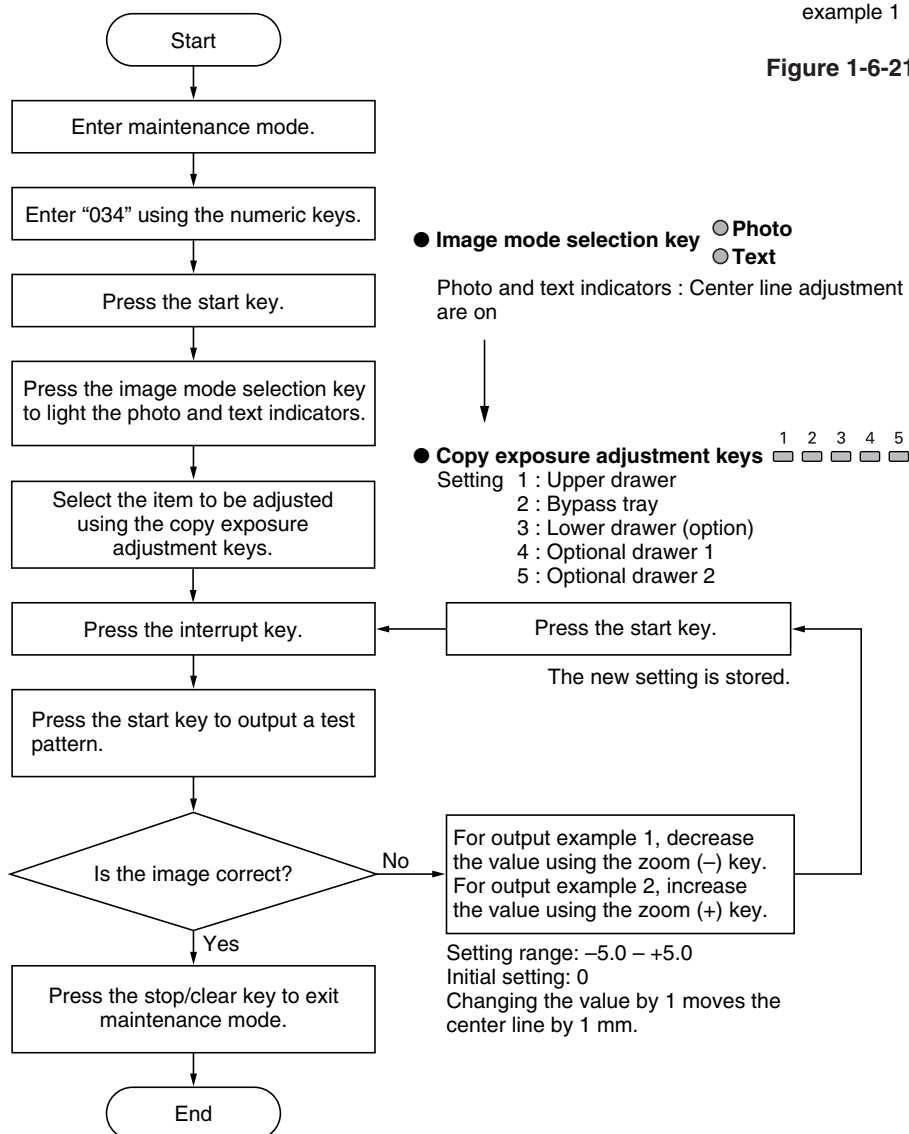 example 1
Figure 1-6-21
Start
Enter maintenance mode.
Enter “034” using the numeric keys.
Press the start key.
Press the image mode selection key
to light the photo and text indicators.
Select the item to be adjusted
using the copy exposure
adjustment keys.
Press the interrupt key.
Press the start key to output a test
pattern.
Is the image correct?
No
Yes
Press the stop/clear key to exit
maintenance mode.
End
● Image mode selection key
Photo
Text
Photo and text indicators : Center line adjustment
are on
● Copy exposure adjustment keys
1 2 3 4 5
Setting 1 : Upper drawer
2 : Bypass tray
3 : Lower drawer (option)
4 : Optional drawer 1
5 : Optional drawer 2
Press the start key.
The new setting is stored.
For output example 1, decrease
the value using the zoom (–) key.
For output example 2, increase
the value using the zoom (+) key.
Setting range: –5.0 – +5.0
Initial setting: 0
Changing the value by 1 moves the
center line by 1 mm.